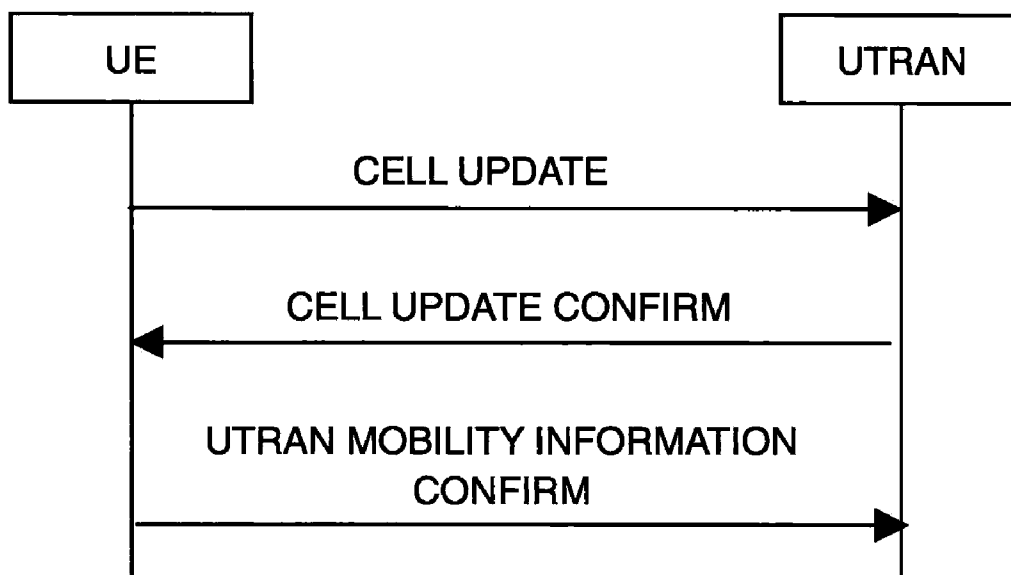 UE
UTRAN
CELL UPDATE
CELL UPDATE CONFIRM
UTRAN MOBILITY INFORMATION
CONFIRM